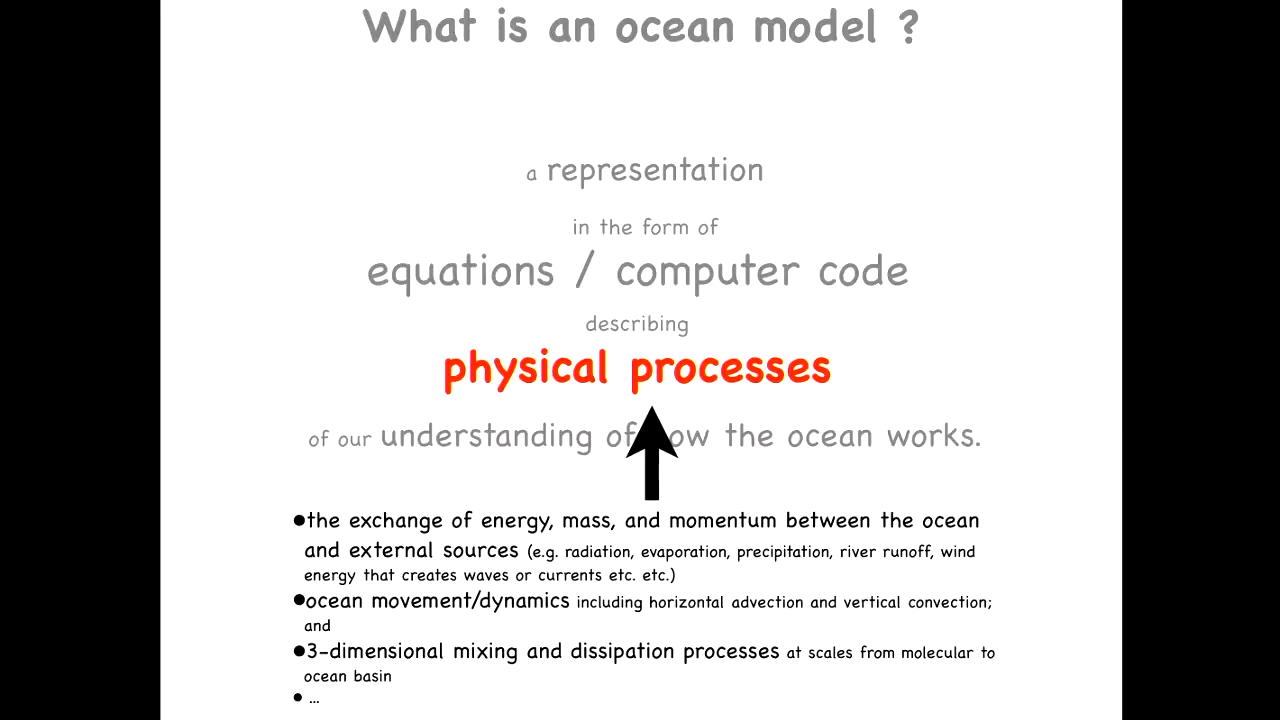 What is an ocean model ?
a representation
in the form of
equations / computer code
describing
physical processes
of our understanding of how the ocean works.
•the exchange of energy, mass, and momentum between the ocean
and external sources (e.g. radiation, evaporation, precipitation, river runoff, wind
energy that creates waves or currents etc. etc.)
•ocean movement/dynamics including horizontal advection and vertical convection;
and
•3-dimensional mixing and dissipation processes at scales from molecular to
ocean basin
• ...